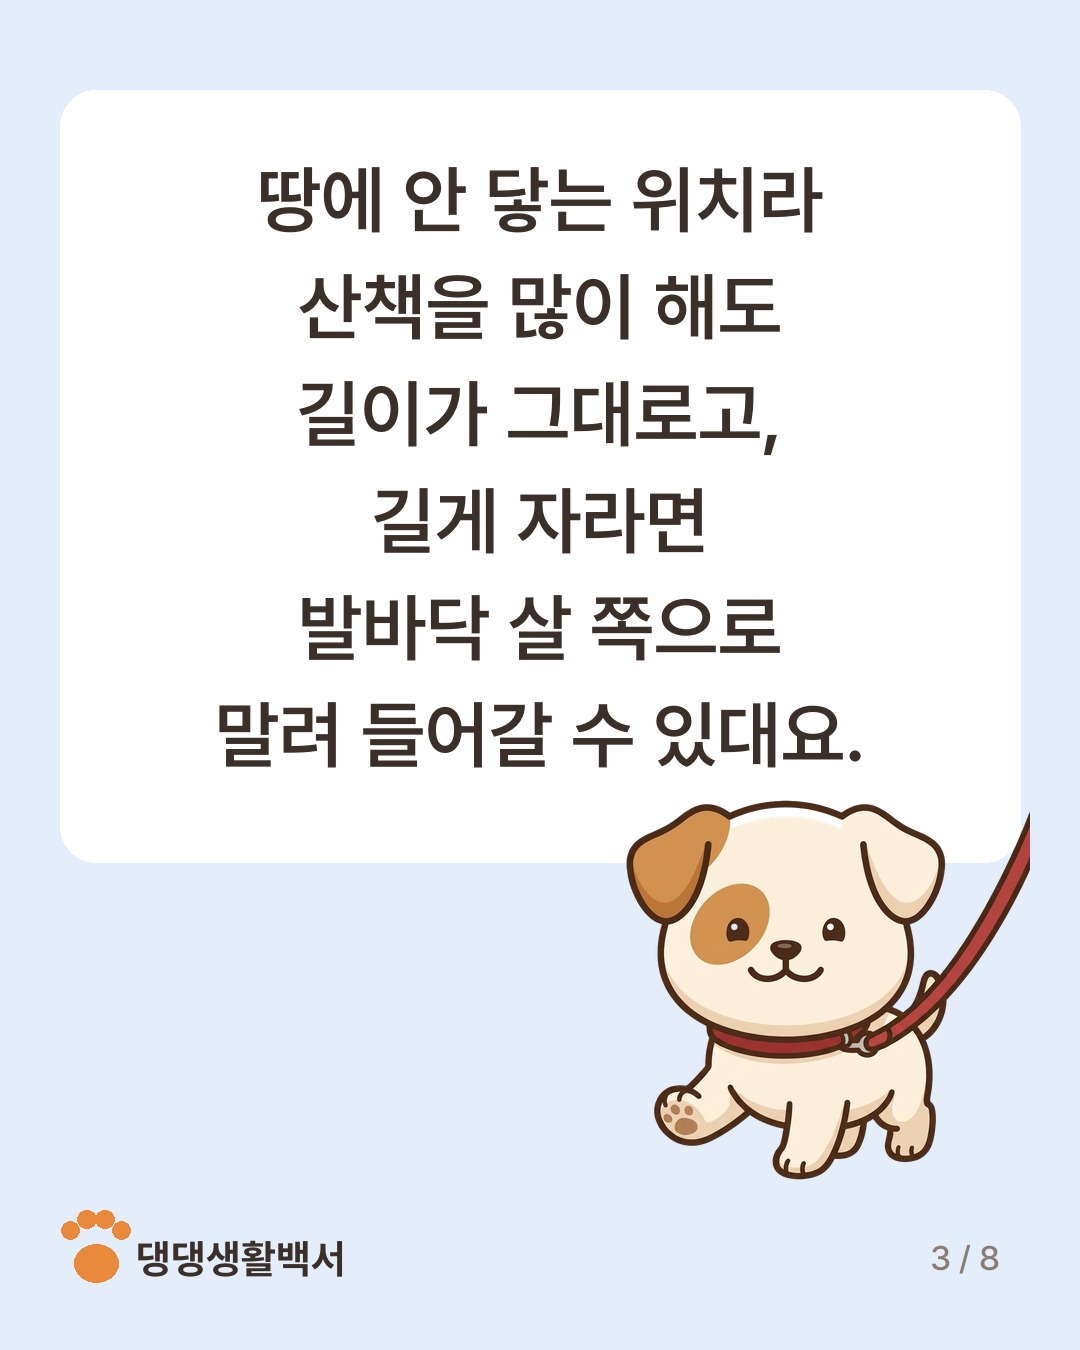 땅에 안 닿는 위치라
산책을 많이 해도
길이가 그대로고,
길게 자라면
발바닥 살 쪽으로
말려 들어갈 수 있대요.
댕댕생활백서
3 / 8